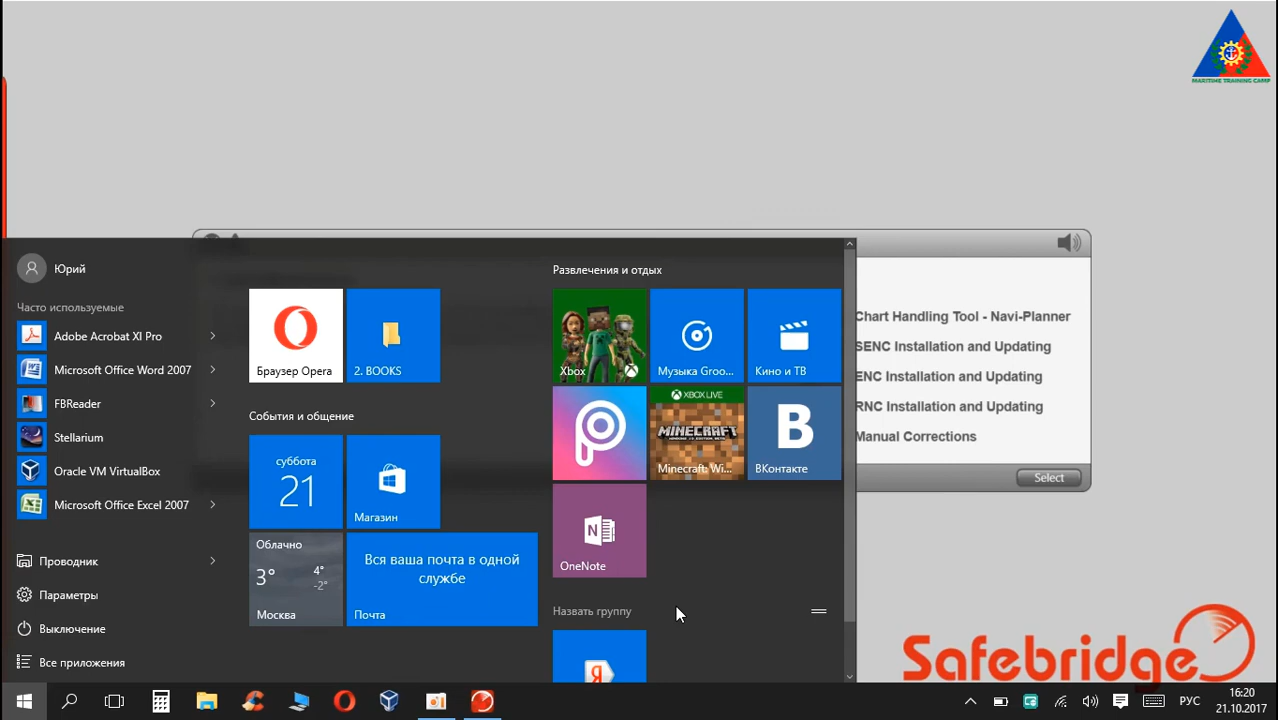 MARITIME TRAINING CAMP
Юрий
Часто используемые
Adobe Acrobat XI Pro
Microsoft Office Word 2007
FBReader
Stellarium
Oracle VM VirtualBox
Microsoft Office Excel 2007
Проводник
Параметры
Выключение
Все приложения
Браузер Opera
2. BOOKS
События и общение
суббота
21
Магазин
Облачно
3°
4°
-2°
Москва
Вся ваша почта в одной
службе
Почта
Развлечения и отдых
Xbox
Музыка Groo...
Кино и ТВ
XBOX LIVE
MINECRAFT
Minecraft: Wi...
В
ВКонтакте
OneNote
Назвать группу
Я
Chart Handling Tool - Navi-Planner
SENC Installation and Updating
ENC Installation and Updating
RNC Installation and Updating
Manual Corrections
Select
Safebridge
РУС
16:20
21.10.2017